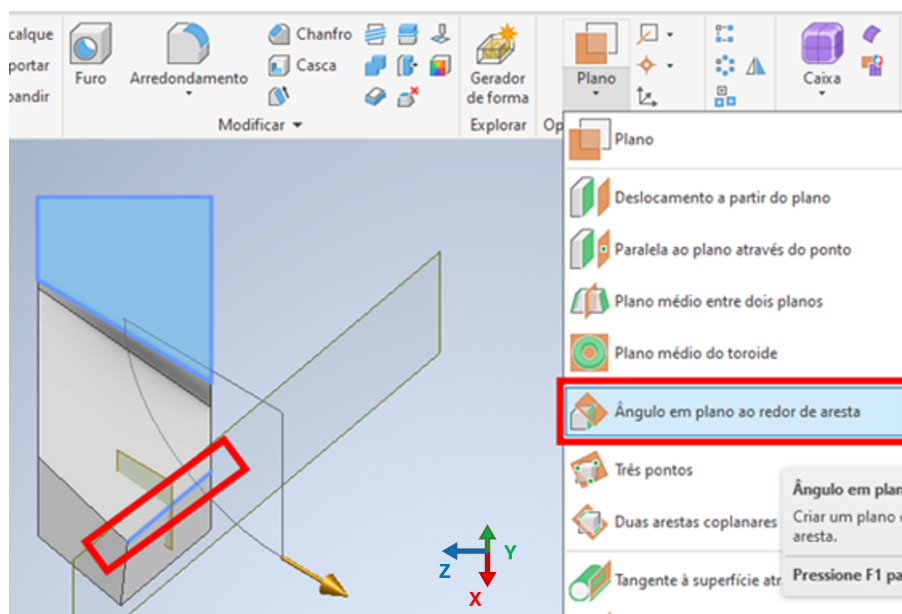 calque
portar
pandir
Furo
Arredondamento
Chanfro
Casca
Modificar
Gerador
de forma
Explorar
Op
Plano
Caixa
Plano
Deslocamento a partir do plano
Paralela ao plano através do ponto
Plano médio entre dois planos
Plano médio do toroide
Ângulo em plano ao redor de aresta
Três pontos
Duas arestas coplanares
Tangente à superfície atr
Ângulo em plan
Criar um plano
aresta.
Pressione F1 pa
Z
Y
X